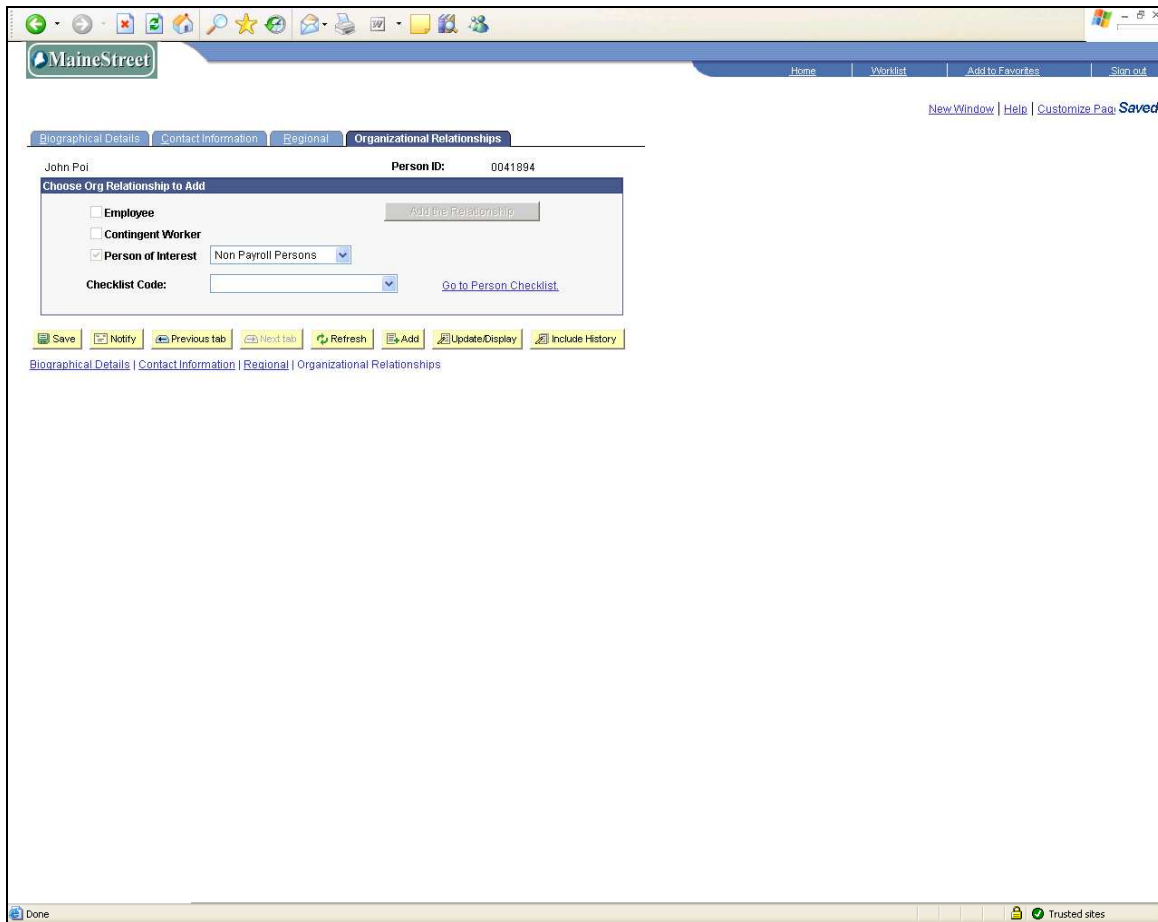 MaineStreet
Home Worklist Add to Favorites Sign out
New Window | Help | Customize Pag Saved
Biographical Details Contact Information Regional Organizational Relationships
John Poi Person ID: 0041894
Choose Org Relationship to Add
Employee Add the Relationship
Contingent Worker
Person of Interest Non Payroll Persons
Checklist Code: Go to Person Checklist.
Save Notify Previous tab Next tab Refresh Add Update/Display Include History
Biographical Details | Contact Information | Regional | Organizational Relationships
Done Trusted sites